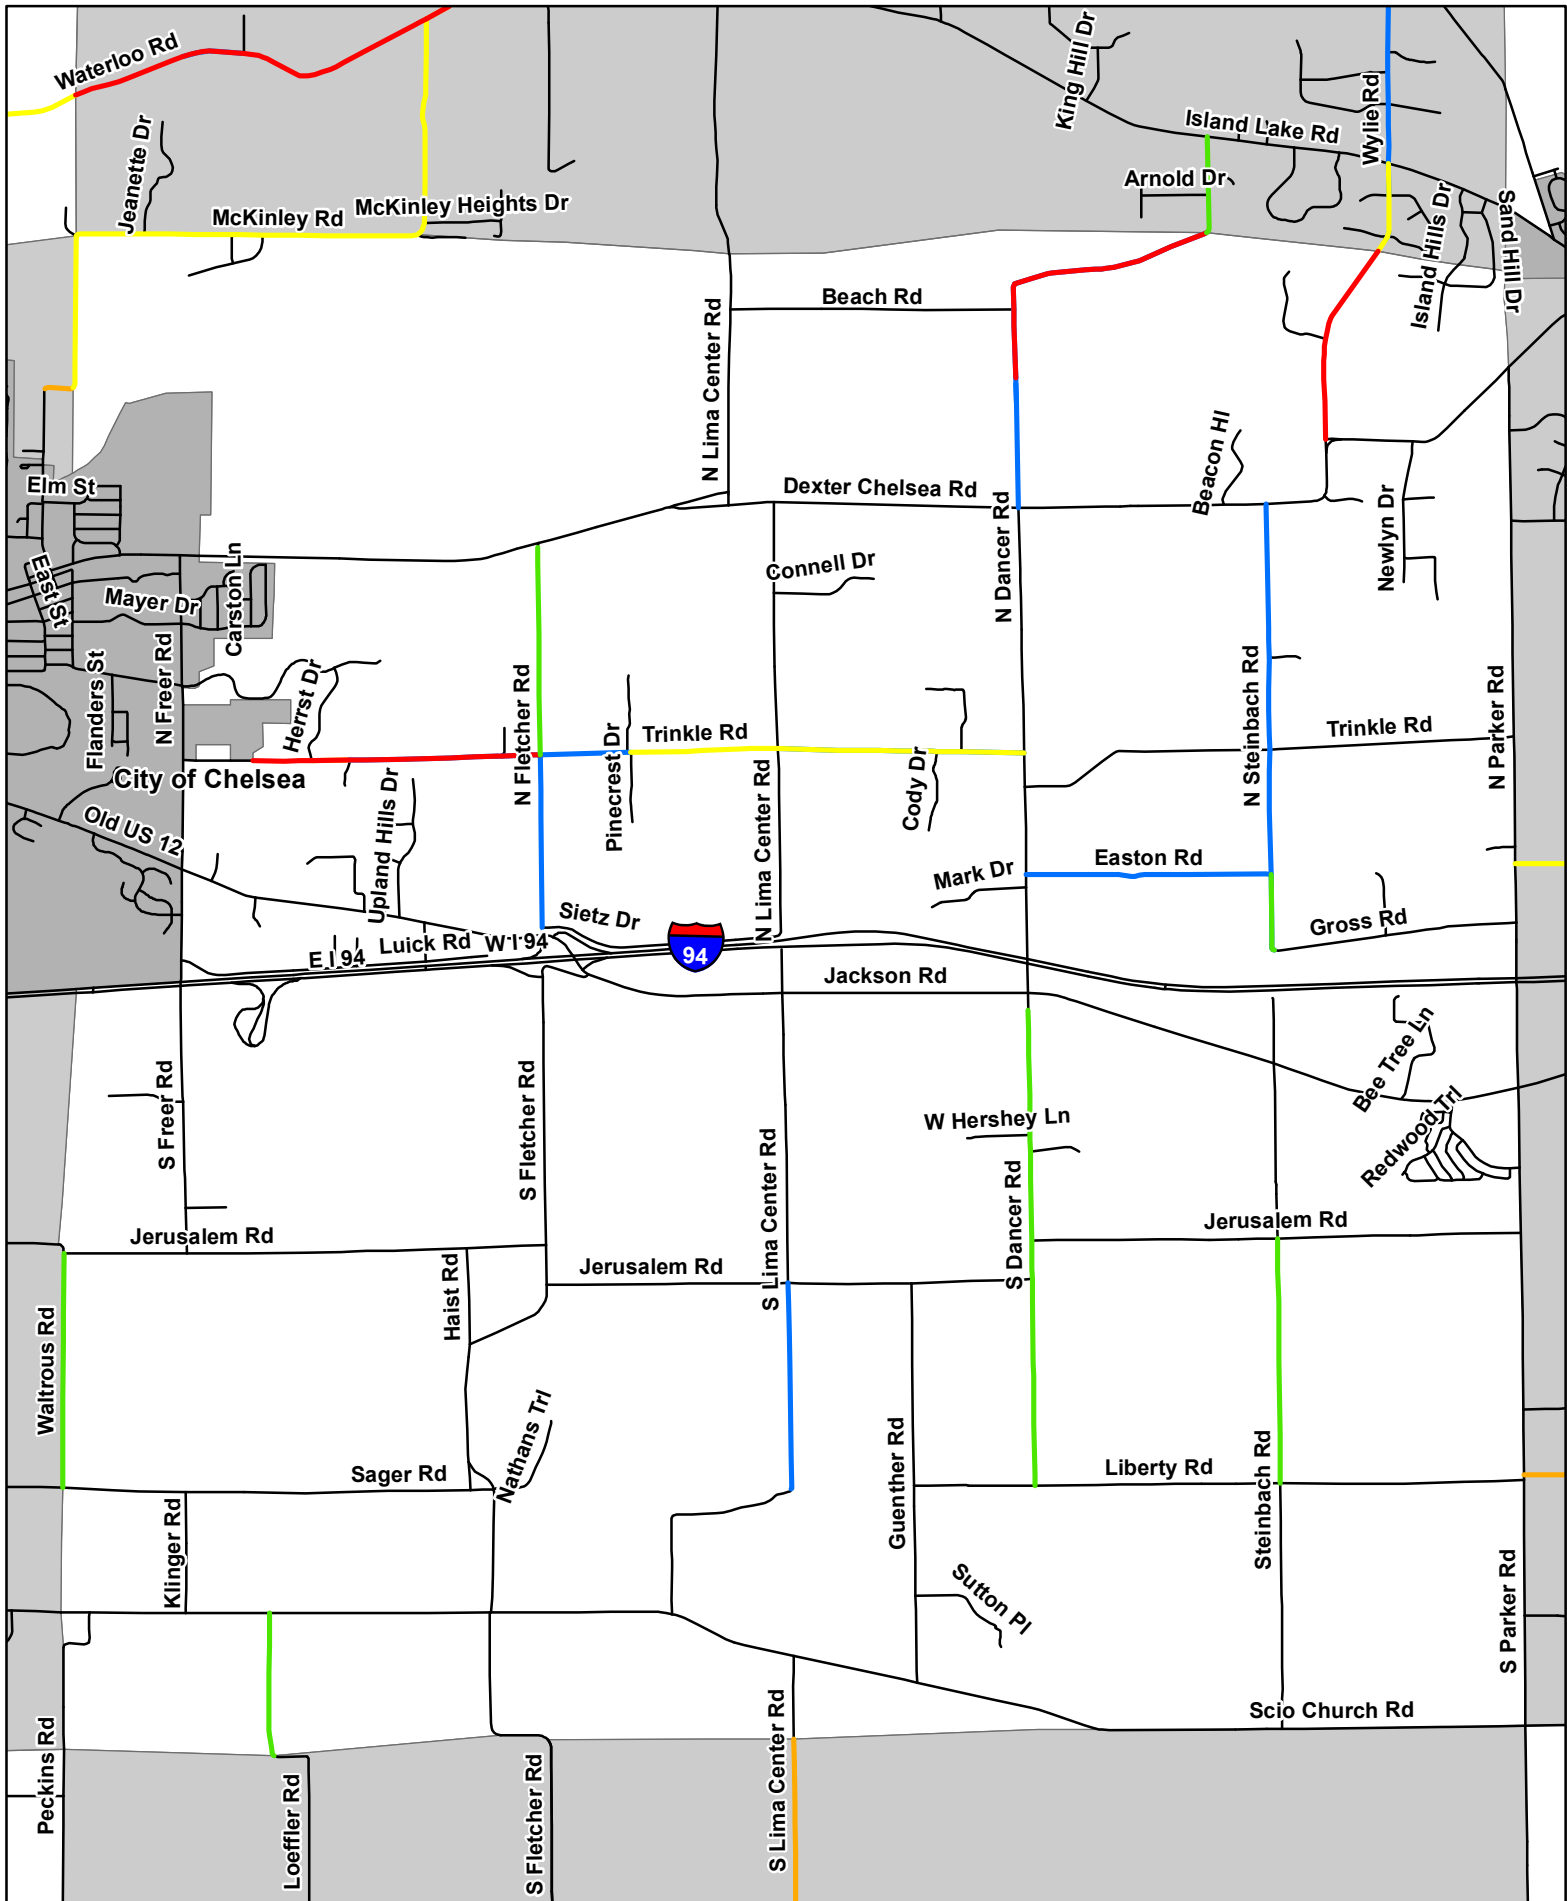 Waterloo Rd
King Hill Dr
Island Lake Rd
Wylie Rd
Jeanette Dr
Arnold Dr
McKinley Rd
McKinley Heights Dr
Island Hills Dr
Sand Hill Dr
Beach Rd
N Lima Center Rd
Elm St
Dexter Chelsea Rd
Beacon Hl
N Dancer Rd
Newlyn Dr
East St
Mayer Dr
Carston Ln
Connell Dr
Flanders St
N Freer Rd
Herrst Dr
N Fletcher Rd
Pinecrest Dr
Trinkle Rd
N Steinbach Rd
Trinkle Rd
N Parker Rd
City of Chelsea
Old US 12
Upland Hills Dr
N Lima Center Rd
Cody Dr
Mark Dr
Easton Rd
Sietz Dr
Gross Rd
E I 94
Luick Rd
W I 94
94
Jackson Rd
S Freer Rd
S Fletcher Rd
S Lima Center Rd
W Hershey Ln
S Dancer Rd
Bee Tree Ln
Redwood Trl
Jerusalem Rd
Jerusalem Rd
Jerusalem Rd
Haist Rd
Waltrous Rd
Nathans Trl
Sager Rd
Guenther Rd
Liberty Rd
Steinbach Rd
Klinger Rd
Sutton Pl
S Parker Rd
Scio Church Rd
Peckins Rd
Loeffler Rd
S Fletcher Rd
S Lima Center Rd